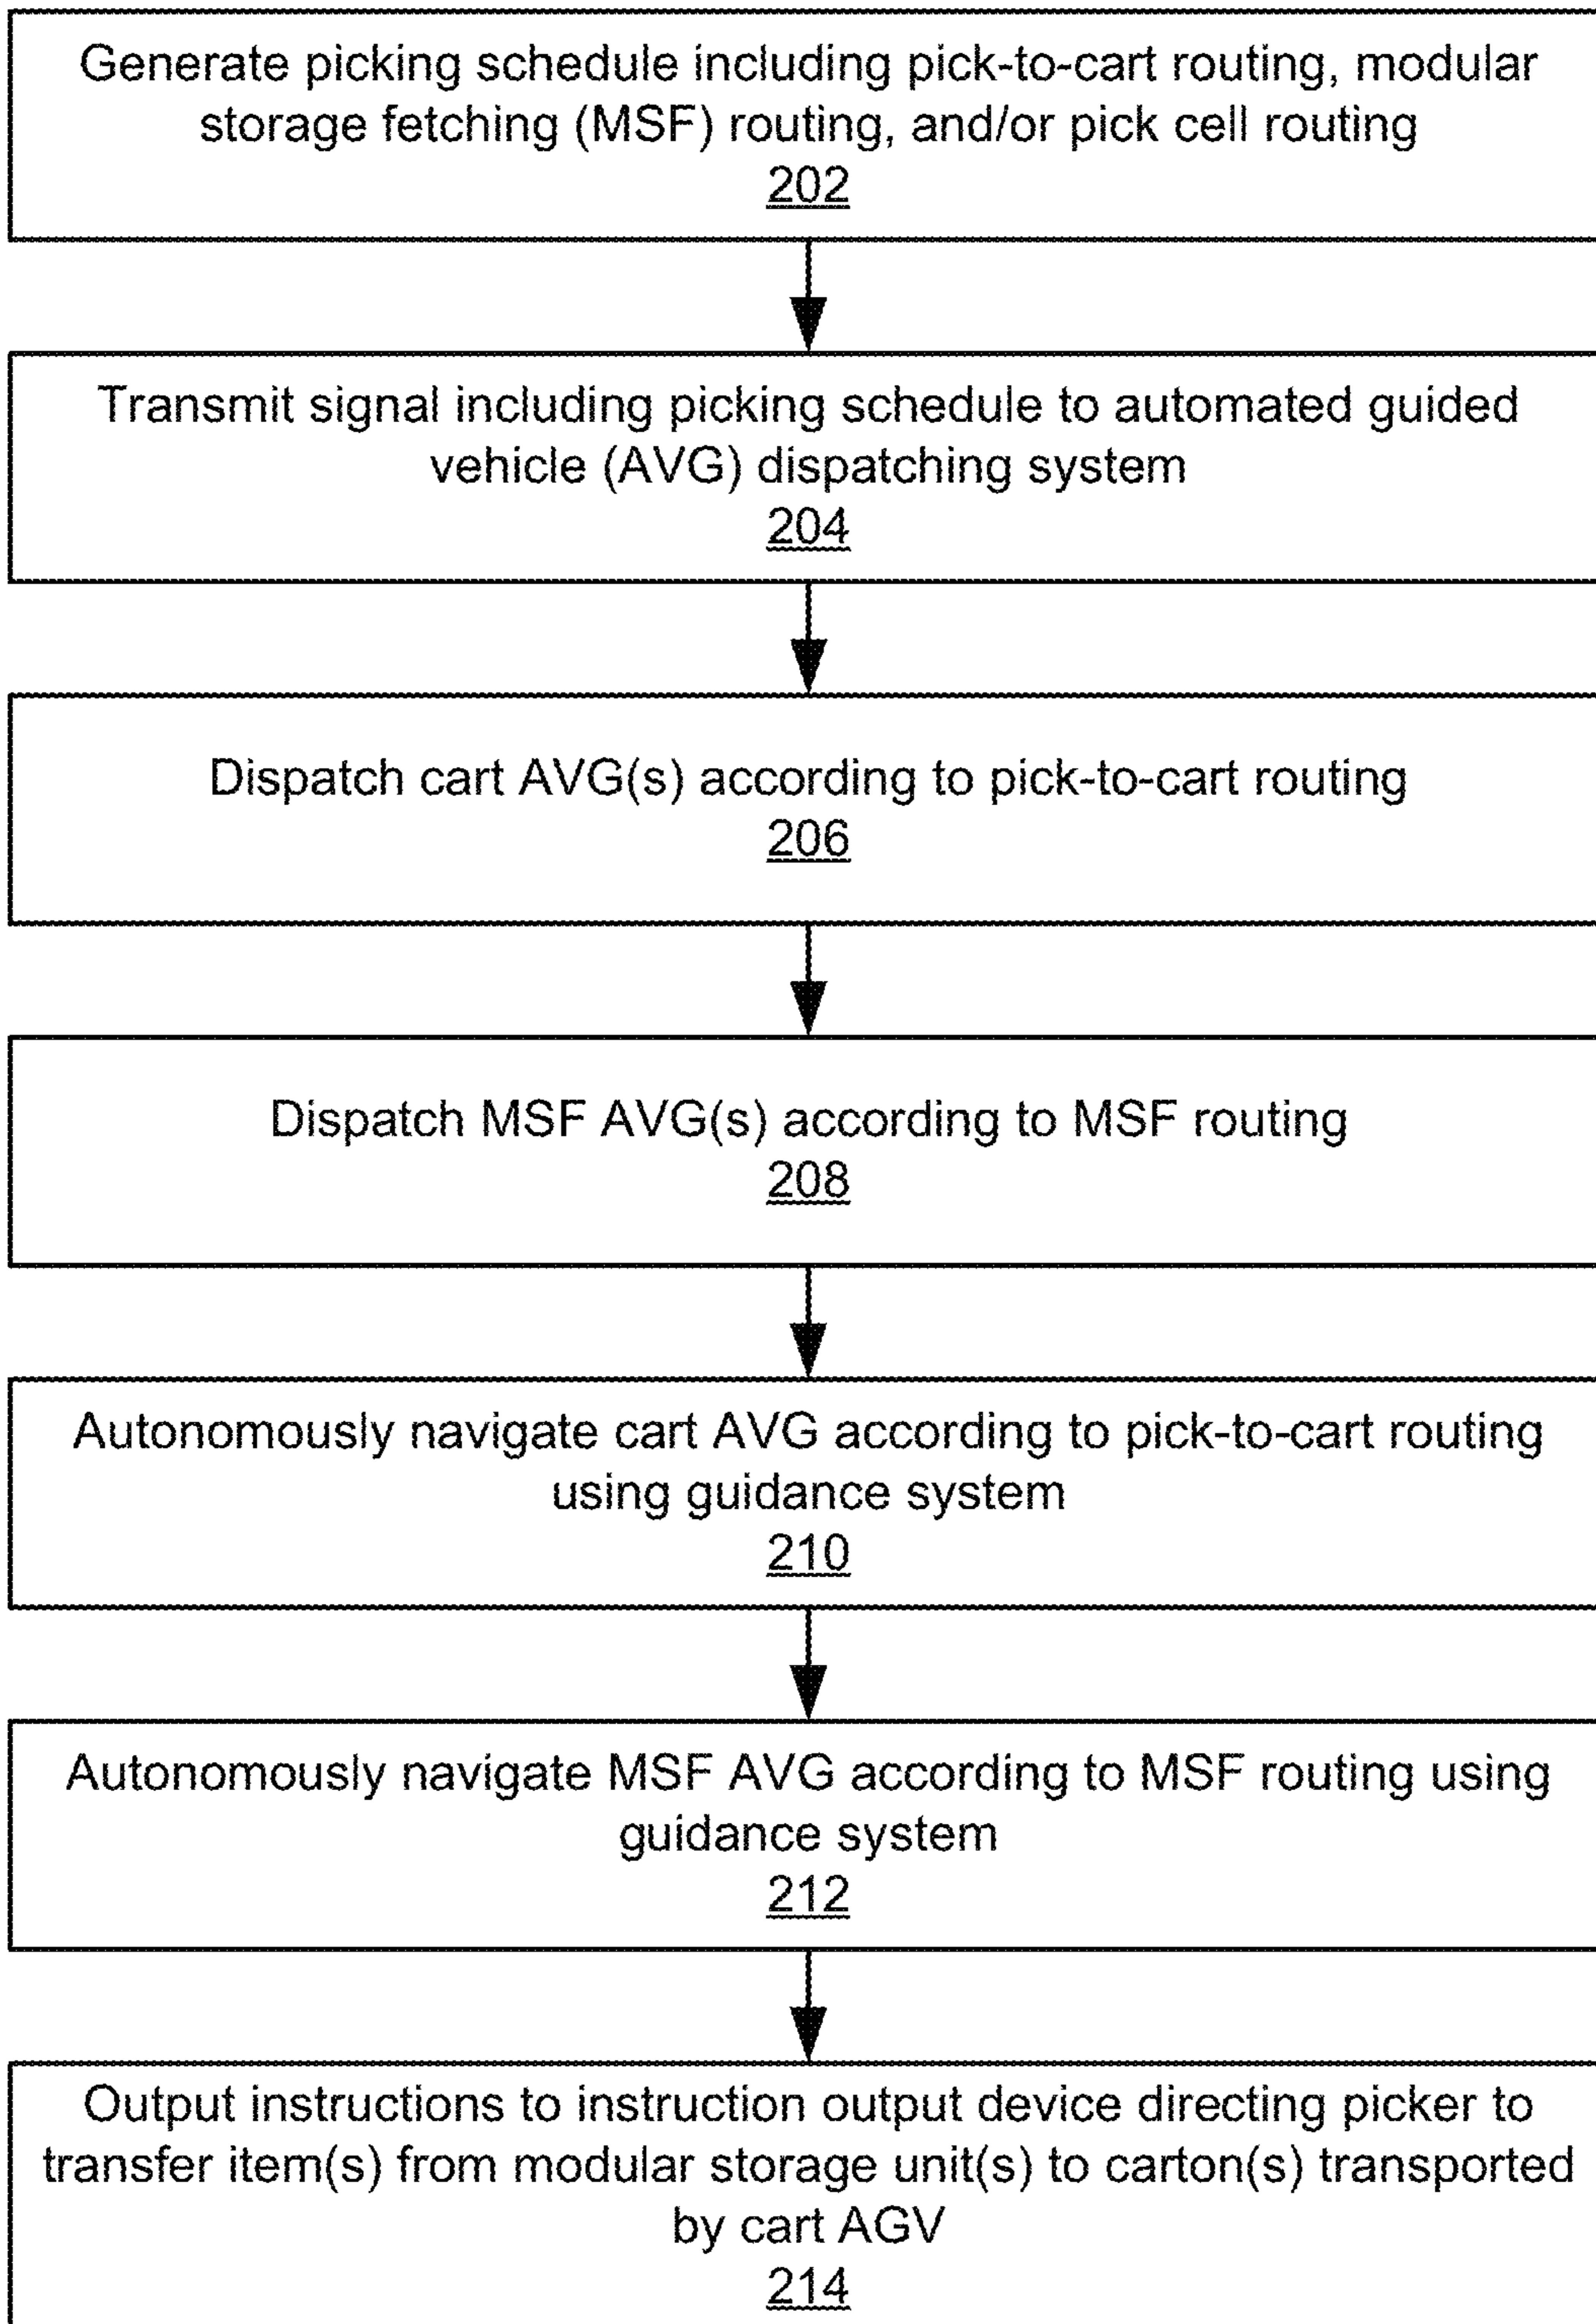 Generate picking schedule including pick-to-cart routing, modular
storage fetching (MSF) routing, and/or pick cell routing
202
Transmit signal including picking schedule to automated guided
vehicle (AVG) dispatching system
204
Dispatch cart AVG(s) according to pick-to-cart routing
206
Dispatch MSF AVG(s) according to MSF routing
208
Autonomously navigate cart AVG according to pick-to-cart routing
using guidance system
210
Autonomously navigate MSF AVG according to MSF routing using
guidance system
212
Output instructions to instruction output device directing picker to
transfer item(s) from modular storage unit(s) to carton(s) transported
by cart AGV
214